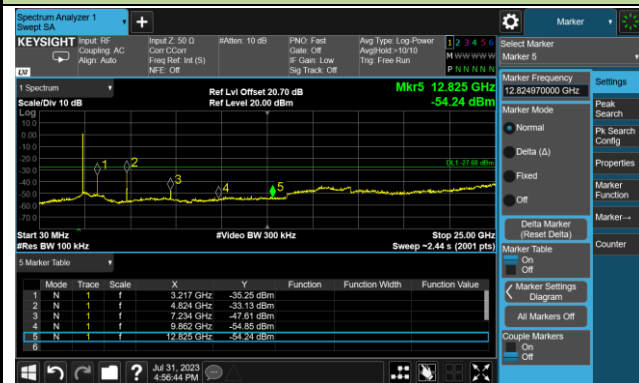 Spectrum Analyzer 1
Swept SA
Marker
KEYSIGHT
Input: RF
Coupling: AC
Align: Auto
Input Z: 50 Ω
Corr CCorr
Freq Ref: Int (S)
NFE: Off
#Atten: 10 dB
PNO: Fast
Gate: Off
IF Gain: Low
Sig Track: Off
Avg Type: Log-Power
Avg|Hold:>10/10
Trig: Free Run
1 2 3 4 5 6
M W W W W W
P N N N N N
LXI
Select Marker
Marker 5
1 Spectrum
Scale/Div 10 dB
Log
Ref Lvl Offset 20.70 dB
Ref Level 20.00 dBm
Mkr5 12.825 GHz
-54.24 dBm
10.0
0.00
-10.0
-20.0
-30.0
-40.0
-50.0
-60.0
-70.0
1
2
3
4
5
DL1 -27.68 dBm
Start 30 MHz
#Res BW 100 kHz
#Video BW 300 kHz
Stop 25.00 GHz
Sweep ~2.44 s (2001 pts)
5 Marker Table
Mode Trace Scale X Y Function Function Width Function Value
1 N 1 f 3.217 GHz -35.25 dBm
2 N 1 f 4.824 GHz -33.13 dBm
3 N 1 f 7.234 GHz -47.61 dBm
4 N 1 f 9.862 GHz -54.85 dBm
5 N 1 f 12.825 GHz -54.24 dBm
6
Marker Frequency
12.824970000 GHz
Marker Mode
Normal
Delta (Δ)
Fixed
Off
Delta Marker
(Reset Delta)
Marker Table
On
Off
Marker Settings
Diagram
All Markers Off
Couple Markers
On
Off
Settings
Peak
Search
Pk Search
Config
Properties
Marker
Function
Marker→
Counter
?
Jul 31, 2023
4:56:44 PM